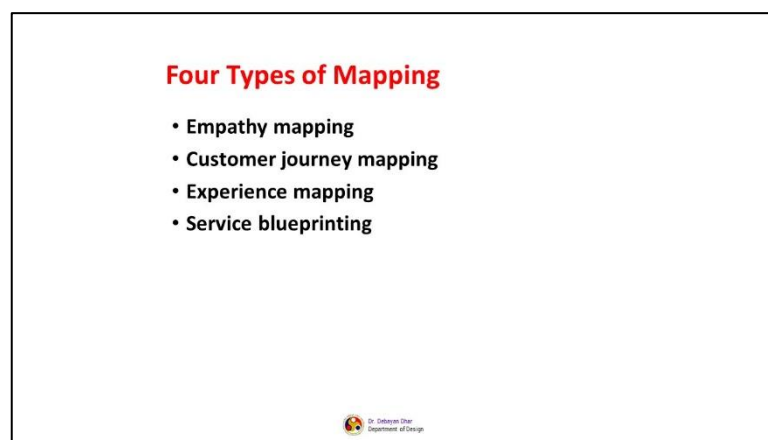 Four Types of Mapping
• Empathy mapping
• Customer journey mapping
• Experience mapping
• Service blueprinting
Dr. Debayan Dhar
Department of Design